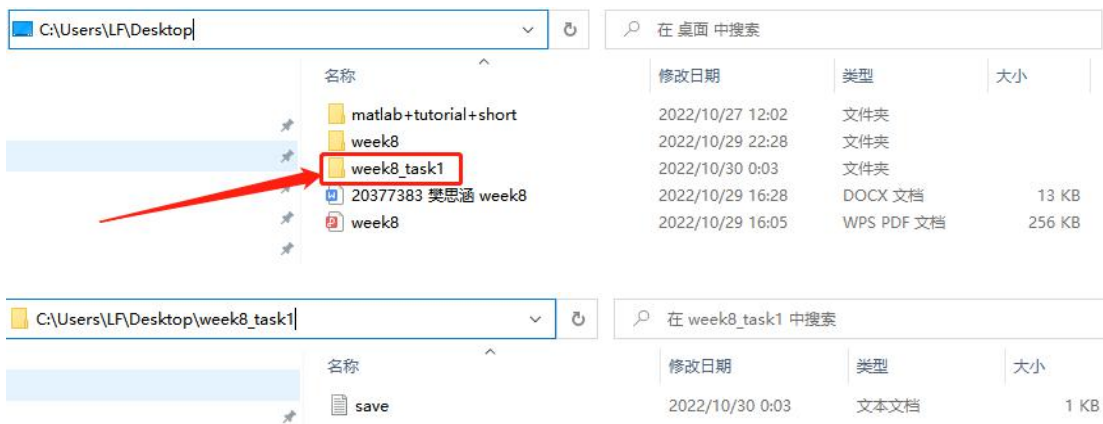 C:\Users\LF\Desktop 在 桌面 中搜索
名称 修改日期 类型 大小
matlab+tutorial+short 2022/10/27 12:02 文件夹
week8 2022/10/29 22:28 文件夹
week8_task1 2022/10/30 0:03 文件夹
20377383 樊思涵 week8 2022/10/29 16:28 DOCX 文档 13 KB
week8 2022/10/29 16:05 WPS PDF 文档 256 KB
C:\Users\LF\Desktop\week8_task1 在 week8_task1 中搜索
名称 修改日期 类型 大小
save 2022/10/30 0:03 文本文档 1 KB